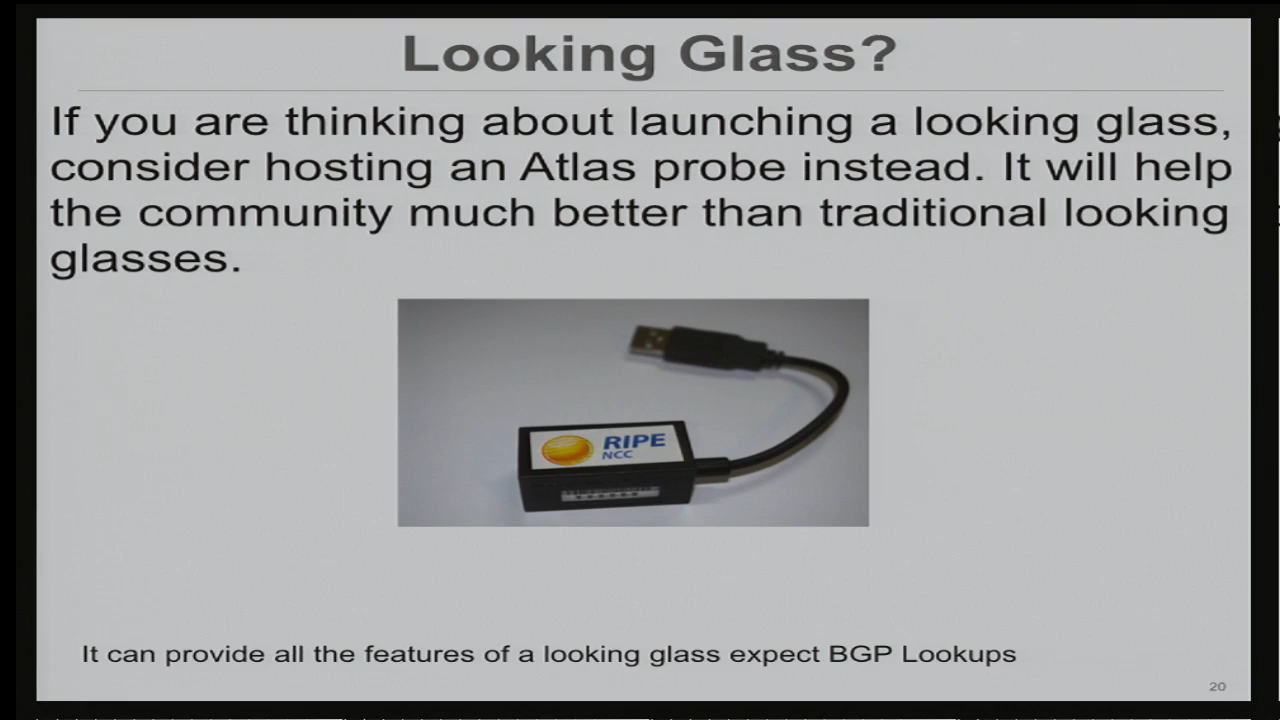 Looking Glass?
If you are thinking about launching a looking glass,
consider hosting an Atlas probe instead. It will help
the community much better than traditional looking
glasses.
RIPE
NCC
It can provide all the features of a looking glass expect BGP Lookups
20